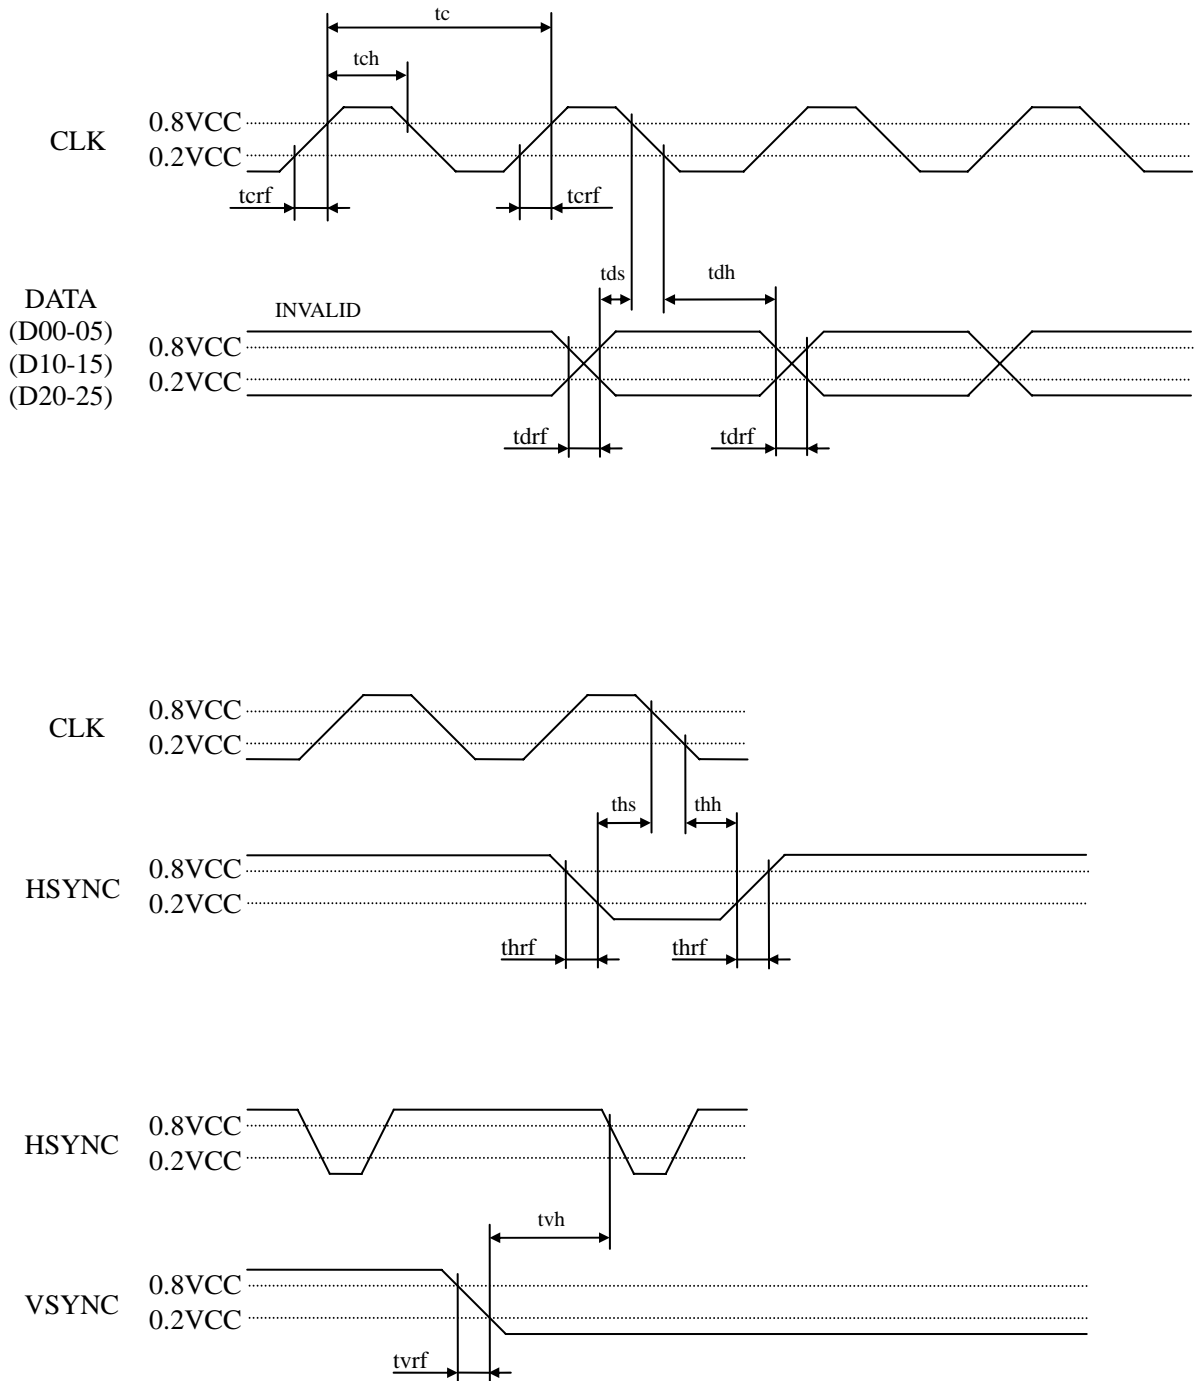 tc
tch
0.8VCC
CLK
0.2VCC
tcrf
tcrf
tds
tdh
DATA
(D00-05)
(D10-15)
(D20-25)
INVALID
0.8VCC
0.2VCC
tdrf
tdrf
0.8VCC
CLK
0.2VCC
ths
thh
0.8VCC
HSYNC
0.2VCC
thrf
thrf
0.8VCC
HSYNC
0.2VCC
tvh
0.8VCC
VSYNC
0.2VCC
tvrf